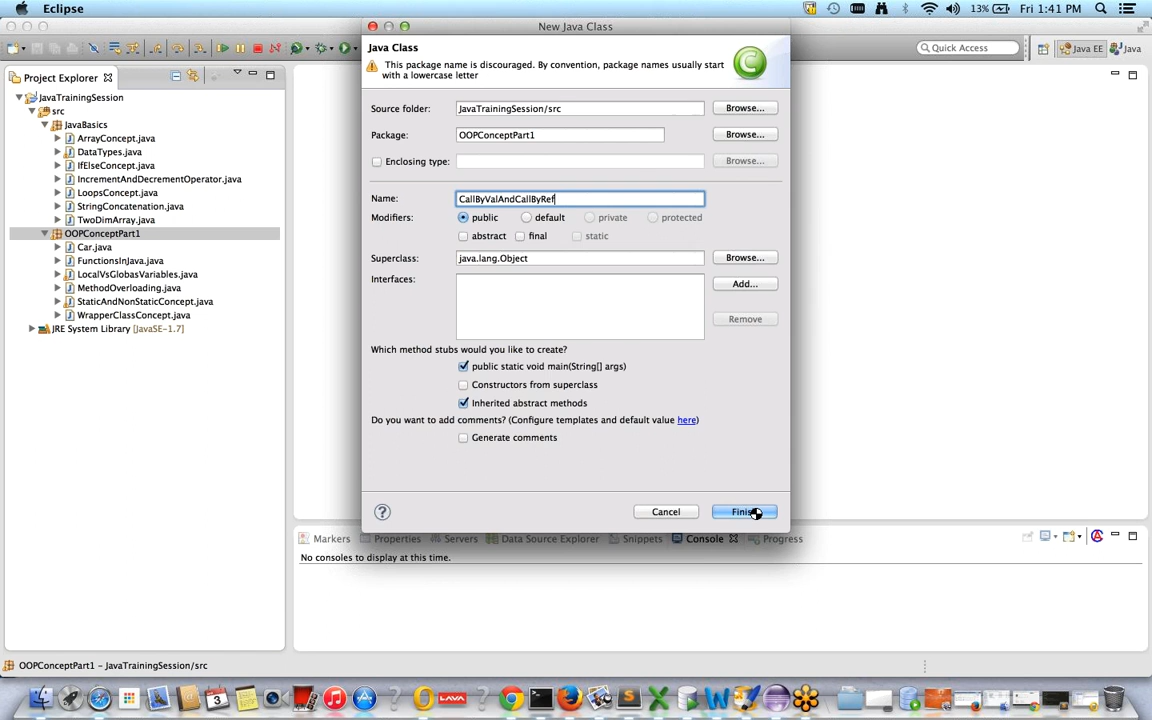 Eclipse
13%
Fri 1:41 PM
New Java Class
Quick Access
Java EE
Java
Project Explorer
JavaTrainingSession
src
JavaBasics
ArrayConcept.java
DataTypes.java
IfElseConcept.java
IncrementAndDecrementOperator.java
LoopsConcept.java
StringConcatenation.java
TwoDimArray.java
OOPConceptPart1
Car.java
FunctionsInJava.java
LocalVsGlobasVariables.java
MethodOverloading.java
StaticAndNonStaticConcept.java
WrapperClassConcept.java
JRE System Library [JavaSE-1.7]
Java Class
This package name is discouraged. By convention, package names usually start
with a lowercase letter
Source folder: JavaTrainingSession/src Browse...
Package: OOPConceptPart1 Browse...
Enclosing type: Browse...
Name: CallByValAndCallByRef
Modifiers: public default private protected
abstract final static
Superclass: java.lang.Object Browse...
Interfaces: Add...
Remove
Which method stubs would you like to create?
public static void main(String[] args)
Constructors from superclass
Inherited abstract methods
Do you want to add comments? (Configure templates and default value here)
Generate comments
? Cancel Finish
Markers Properties Servers Data Source Explorer Snippets Console Progress
No consoles to display at this time.
OOPConceptPart1 - JavaTrainingSession/src